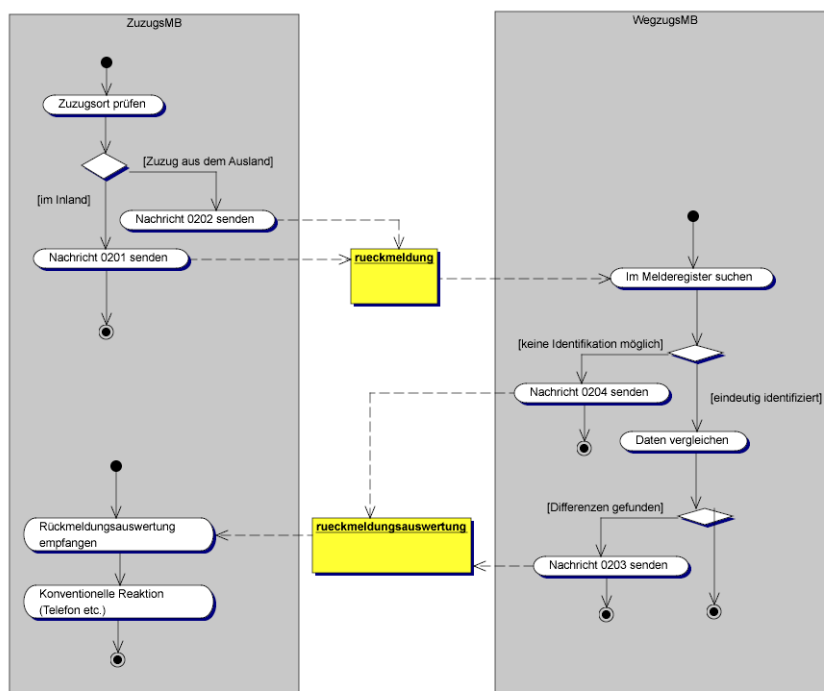 ZuzugsMB
WegzugsMB
Zuzugsort prüfen
[Zuzug aus dem Ausland]
[im Inland]
Nachricht 0202 senden
Nachricht 0201 senden
rueckmeldung
Im Melderegister suchen
[keine Identifikation möglich]
Nachricht 0204 senden
[eindeutig identifiziert]
Daten vergleichen
[Differenzen gefunden]
Nachricht 0203 senden
rueckmeldungsauswertung
Rückmeldungsauswertung
empfangen
Konventionelle Reaktion
(Telefon etc.)